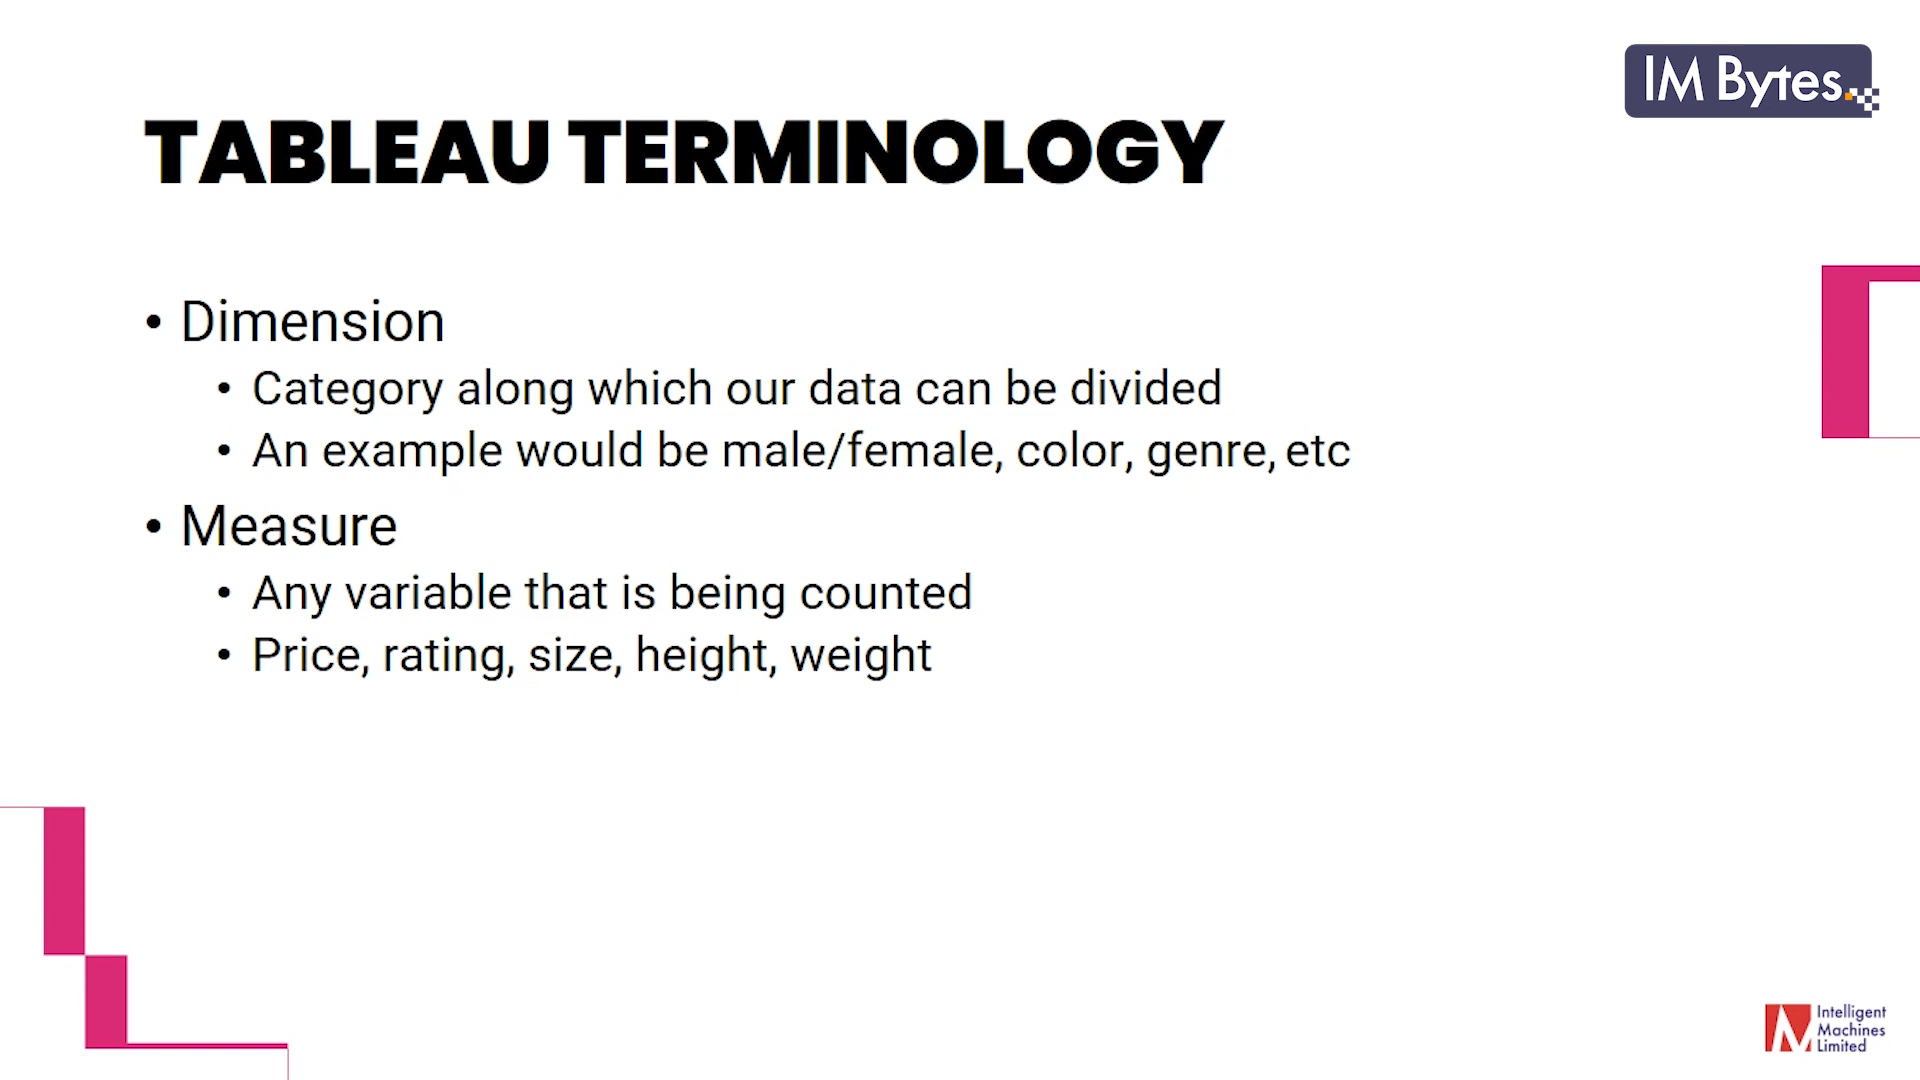 IM Bytes.
TABLEAU TERMINOLOGY
• Dimension
• Category along which our data can be divided
• An example would be male/female, color, genre, etc
• Measure
• Any variable that is being counted
• Price, rating, size, height, weight
Intelligent
Machines
Limited